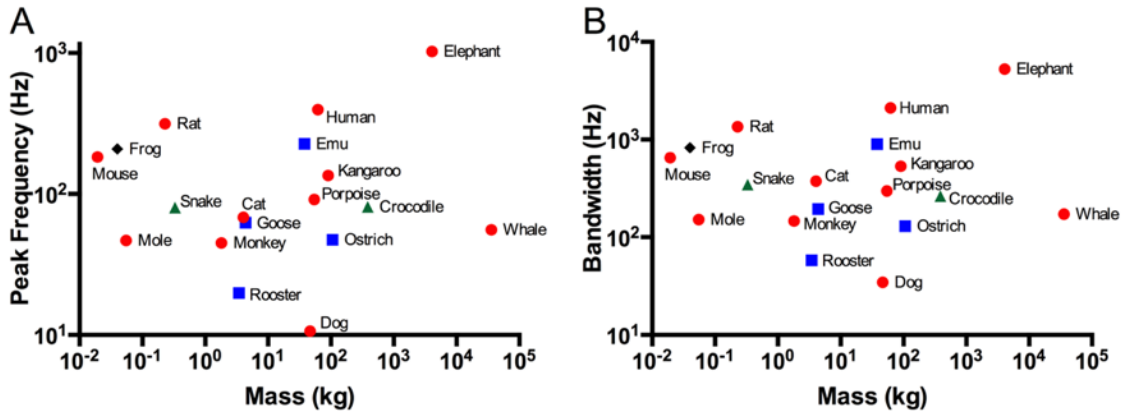 A
Peak Frequency (Hz)
10³
10²
10¹
Elephant
Human
Rat
Frog
Mouse
Emu
Kangaroo
Porpoise
Snake
Cat
Goose
Crocodile
Mole
Monkey
Ostrich
Whale
Rooster
Dog
10⁻² 10⁻¹ 10⁰ 10¹ 10² 10³ 10⁴ 10⁵
Mass (kg)
B
Bandwidth (Hz)
10⁴
10³
10²
10¹
Elephant
Human
Rat
Frog
Emu
Mouse
Kangaroo
Snake
Cat
Porpoise
Crocodile
Mole
Goose
Monkey
Ostrich
Whale
Rooster
Dog
10⁻² 10⁻¹ 10⁰ 10¹ 10² 10³ 10⁴ 10⁵
Mass (kg)